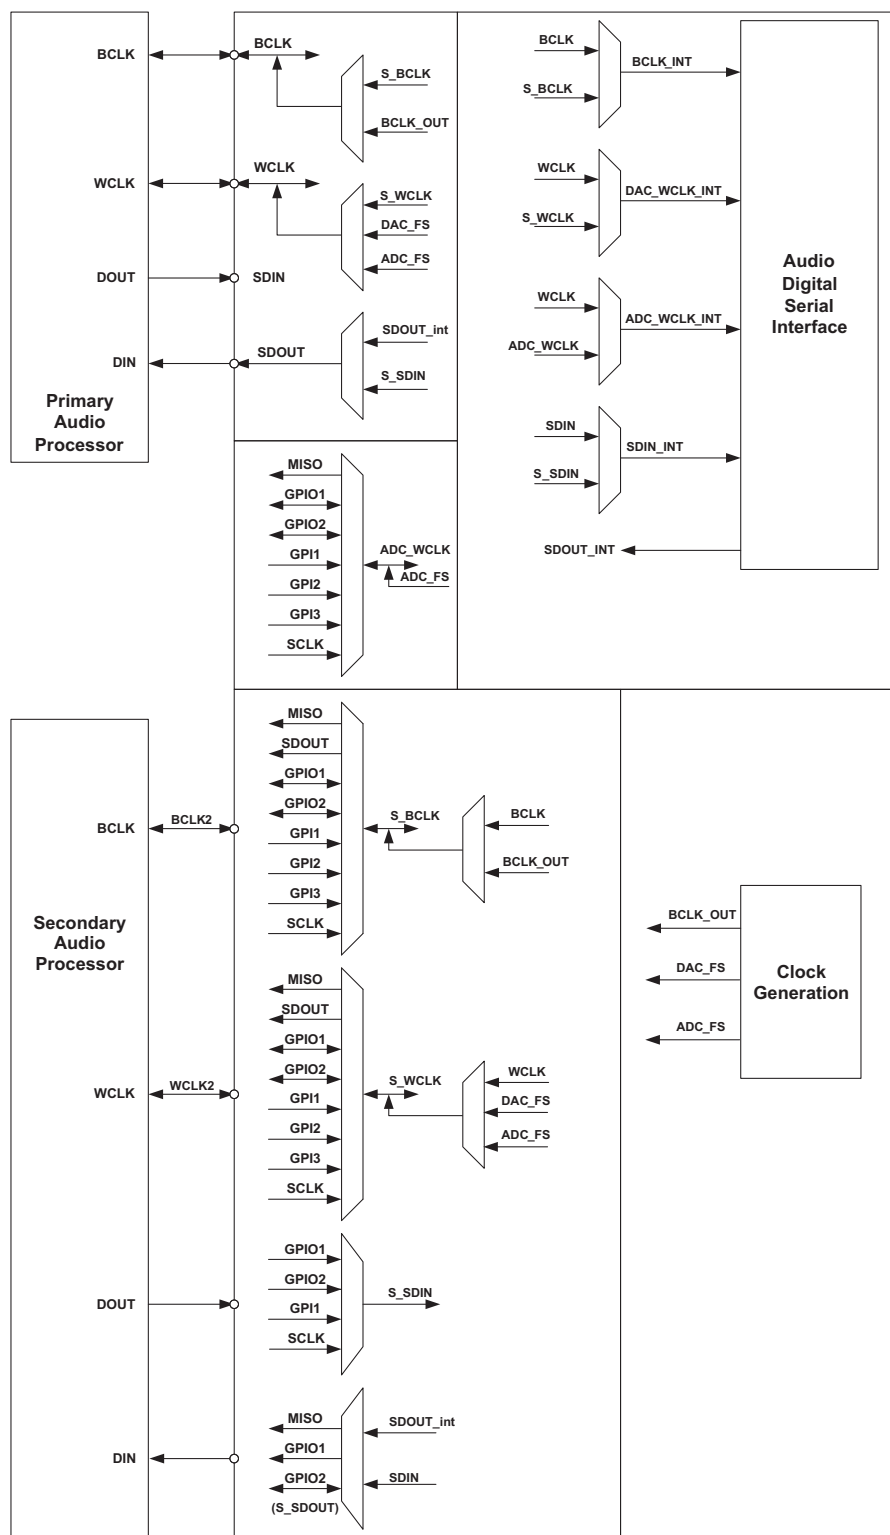 BCLK
BCLK
S_BCLK
BCLK_OUT
WCLK
WCLK
S_WCLK
DAC_FS
ADC_FS
DOUT
SDIN
SDOUT_int
DIN
SDOUT
S_SDIN
Primary
Audio
Processor
BCLK
BCLK_INT
S_BCLK
WCLK
DAC_WCLK_INT
S_WCLK
WCLK
ADC_WCLK_INT
ADC_WCLK
SDIN
SDIN_INT
S_SDIN
SDOUT_INT
Audio
Digital
Serial
Interface
MISO
GPIO1
GPIO2
GPI1
GPI2
GPI3
SCLK
ADC_WCLK
ADC_FS
MISO
SDOUT
GPIO1
GPIO2
GPI1
GPI2
GPI3
SCLK
S_BCLK
BCLK
BCLK_OUT
BCLK
BCLK2
Secondary
Audio
Processor
MISO
SDOUT
GPIO1
GPIO2
GPI1
GPI2
GPI3
SCLK
S_WCLK
WCLK
DAC_FS
ADC_FS
WCLK
WCLK2
BCLK_OUT
DAC_FS
ADC_FS
Clock
Generation
DOUT
GPIO1
GPIO2
GPI1
SCLK
S_SDIN
DIN
MISO
GPIO1
GPIO2
(S_SDOUT)
SDOUT_int
SDIN